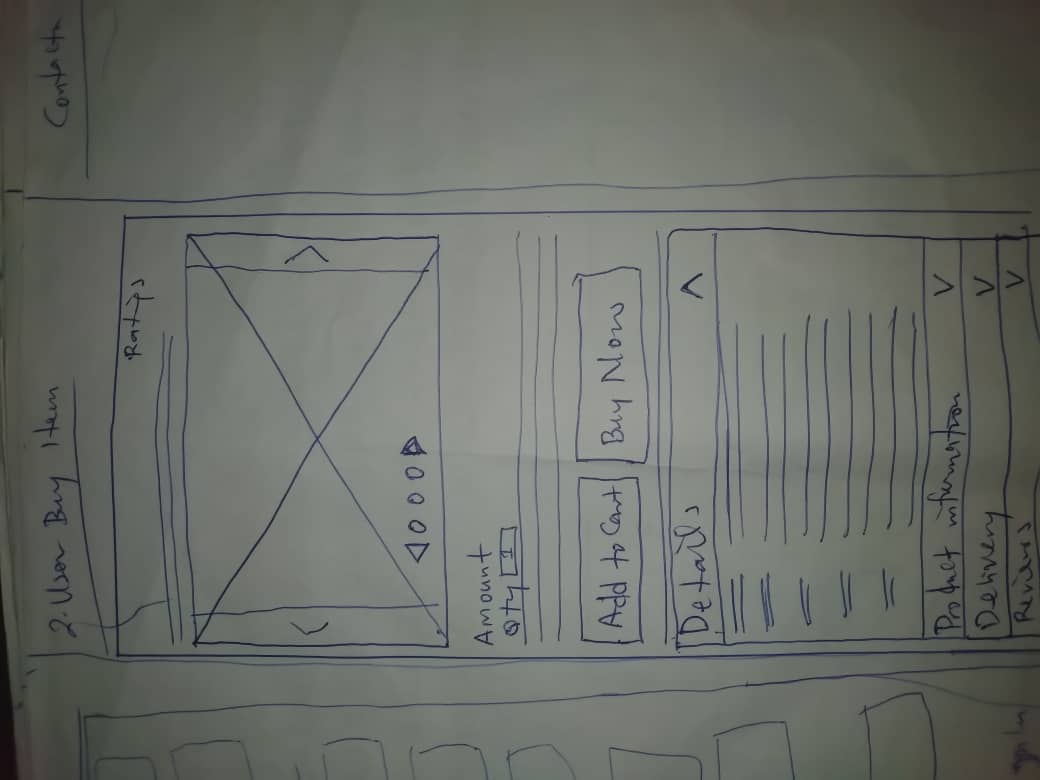 Contacts
2. User Buy Item
Ratings
Amount
Qty 1
Add to Cart
Buy Now
Details
Product information
Delivery
Reviews